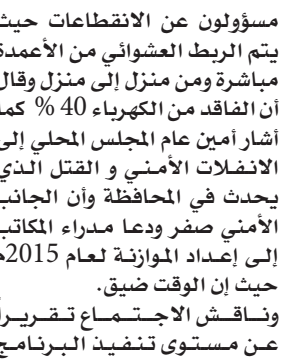 مسؤولون عن الانقطاعات حيث
يتم الربط العشوائي من الأعمدة
مباشرة ومن منزل إلى منزل وقال
أن الفاقد من الكهرباء 40 % كما
أشار أمين عام المجلس المحلي إلى
الانفلات الأمني و القتل الذي
يحدث في المحافظة وأن الجانب
الأمني صفر ودعا مدراء المكاتب
إلى إعداد الموازنة لعام 2015م
حيث إن الوقت ضيق.
وناقش الاجتماع تقريراً
عن مستوى تنفيذ البرنامج